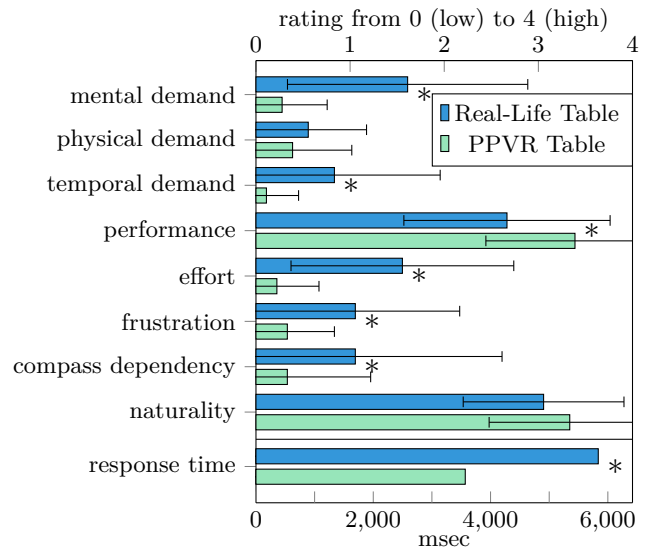 rating from 0 (low) to 4 (high)
0 1 2 3 4
mental demand
*
Real-Life Table
PPVR Table
physical demand
temporal demand
*
performance
*
effort
*
frustration
*
compass dependency
*
naturality
response time
*
0 2,000 4,000 6,000
msec